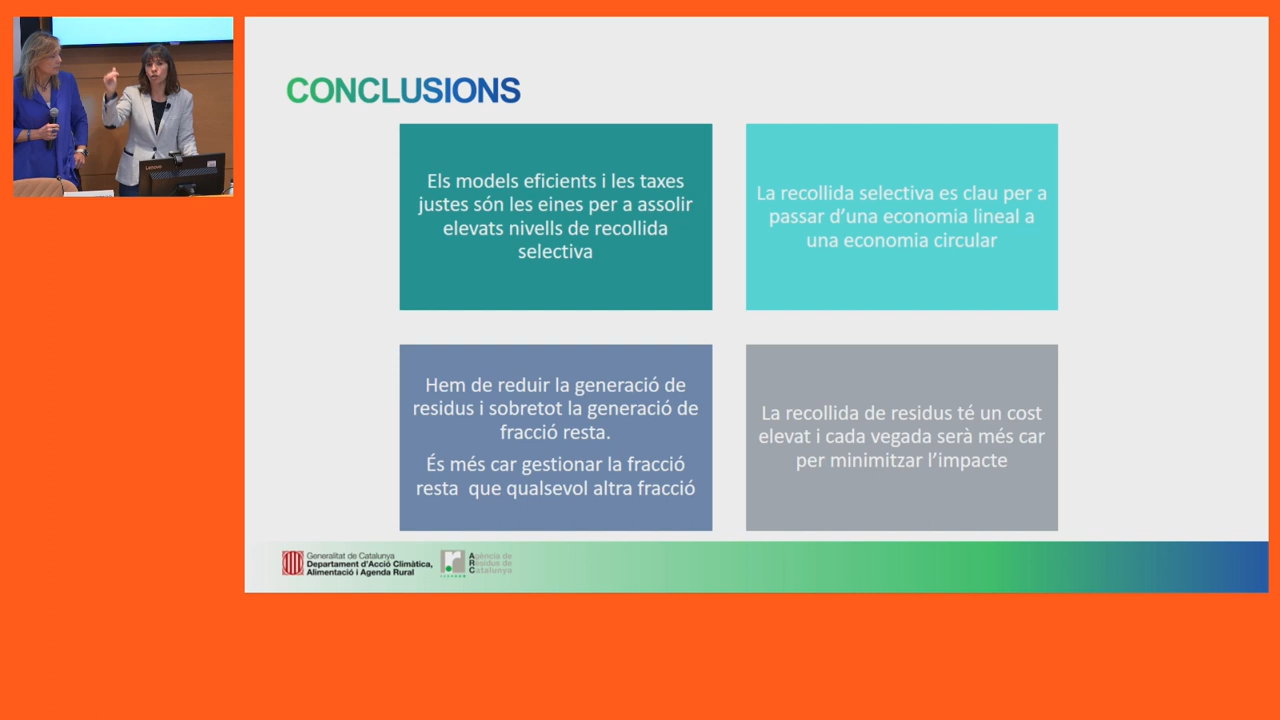 CONCLUSIONS
Els models eficients i les taxes
justes són les eines per a assolir
elevats nivells de recollida
selectiva
La recollida selectiva es clau per a
passar d'una economia lineal a
una economia circular
Hem de reduir la generació de
residus i sobretot la generació de
fracció resta.
És més car gestionar la fracció
resta que qualsevol altra fracció
La recollida de residus té un cost
elevat i cada vegada serà més car
per minimitzar l'impacte
Generalitat de Catalunya
Departament d'Acció Climàtica,
Alimentació i Agenda Rural
Agència de
Residus de
Catalunya
Lenovo